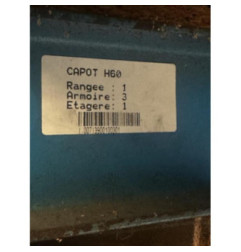 CAPOT H60
Rangee : 1
Armoire: 3
Etagere: 1